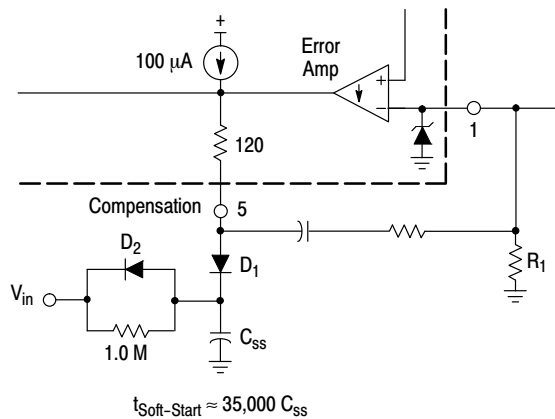 +
100 μA
Error
Amp
+
−
1
120
Compensation
5
D2
D1
Vin
R1
Css
1.0 M
tSoft−Start ≈ 35,000 Css